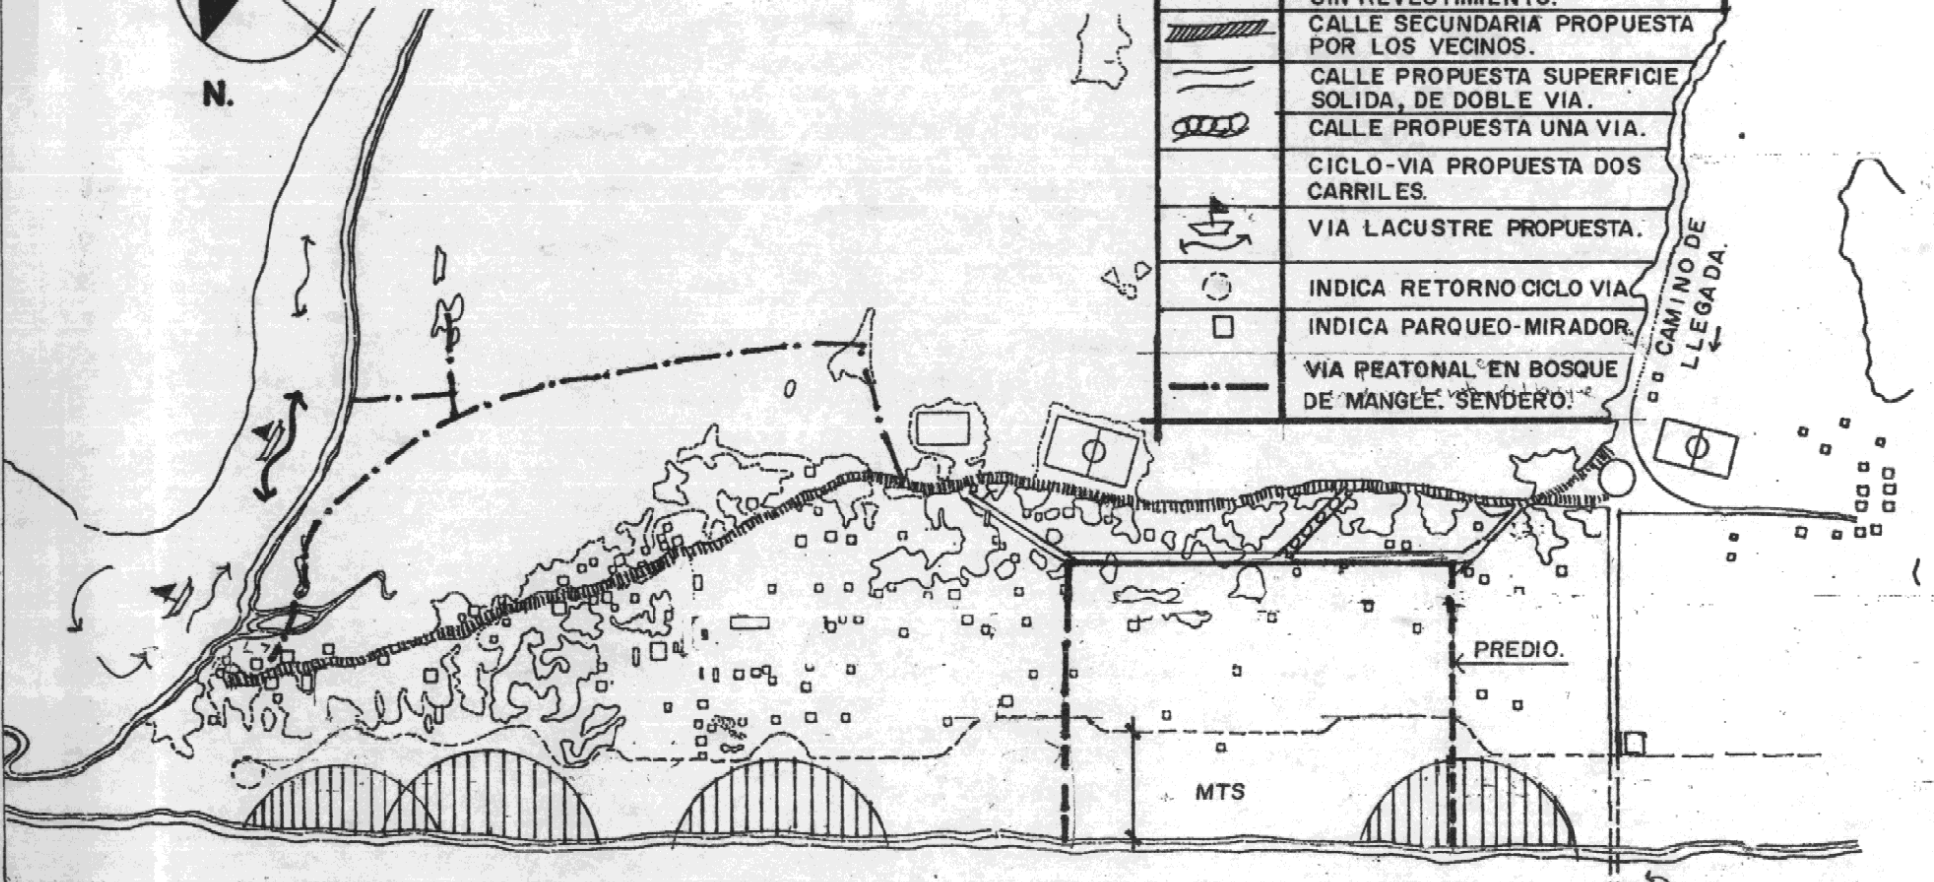 N.
SIN REVESTIMIENTO.
CALLE SECUNDARIA PROPUESTA
POR LOS VECINOS.
CALLE PROPUESTA SUPERFICIE
SOLIDA, DE DOBLE VIA.
CALLE PROPUESTA UNA VIA.
CICLO-VIA PROPUESTA DOS
CARRILES.
VIA LACUSTRE PROPUESTA.
INDICA RETORNO CICLO VIA
INDICA PARQUEO-MIRADOR
VIA PEATONAL EN BOSQUE
DE MANGLE. SENDERO.
CAMINO DE
LLEGADA.
PREDIO.
MTS